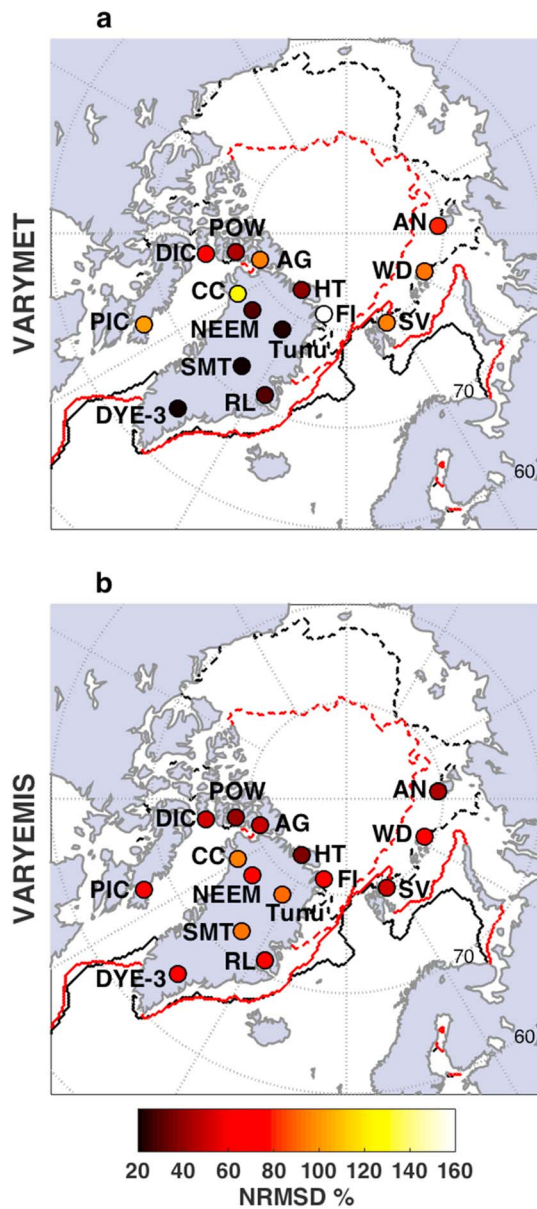 a
VARYMET
POW
AN
DIC
AG
WD
CC
HT
FI
PIC
NEEM
SV
Tunu
SMT
70
RL
DYE-3
60
b
VARYEMIS
POW
AN
DIC
AG
WD
CC
HT
FI
PIC
NEEM
SV
Tunu
SMT
70
RL
DYE-3
60
20 40 60 80 100 120 140 160
NRMSD %